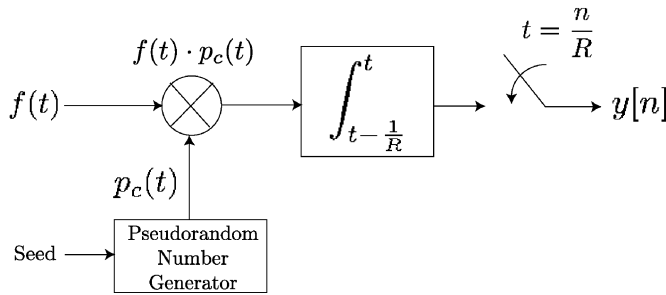 t = n/R
f(t) · p_c(t)
f(t)
∫_{t-1/R}^{t}
y[n]
p_c(t)
Seed
Pseudorandom
Number
Generator